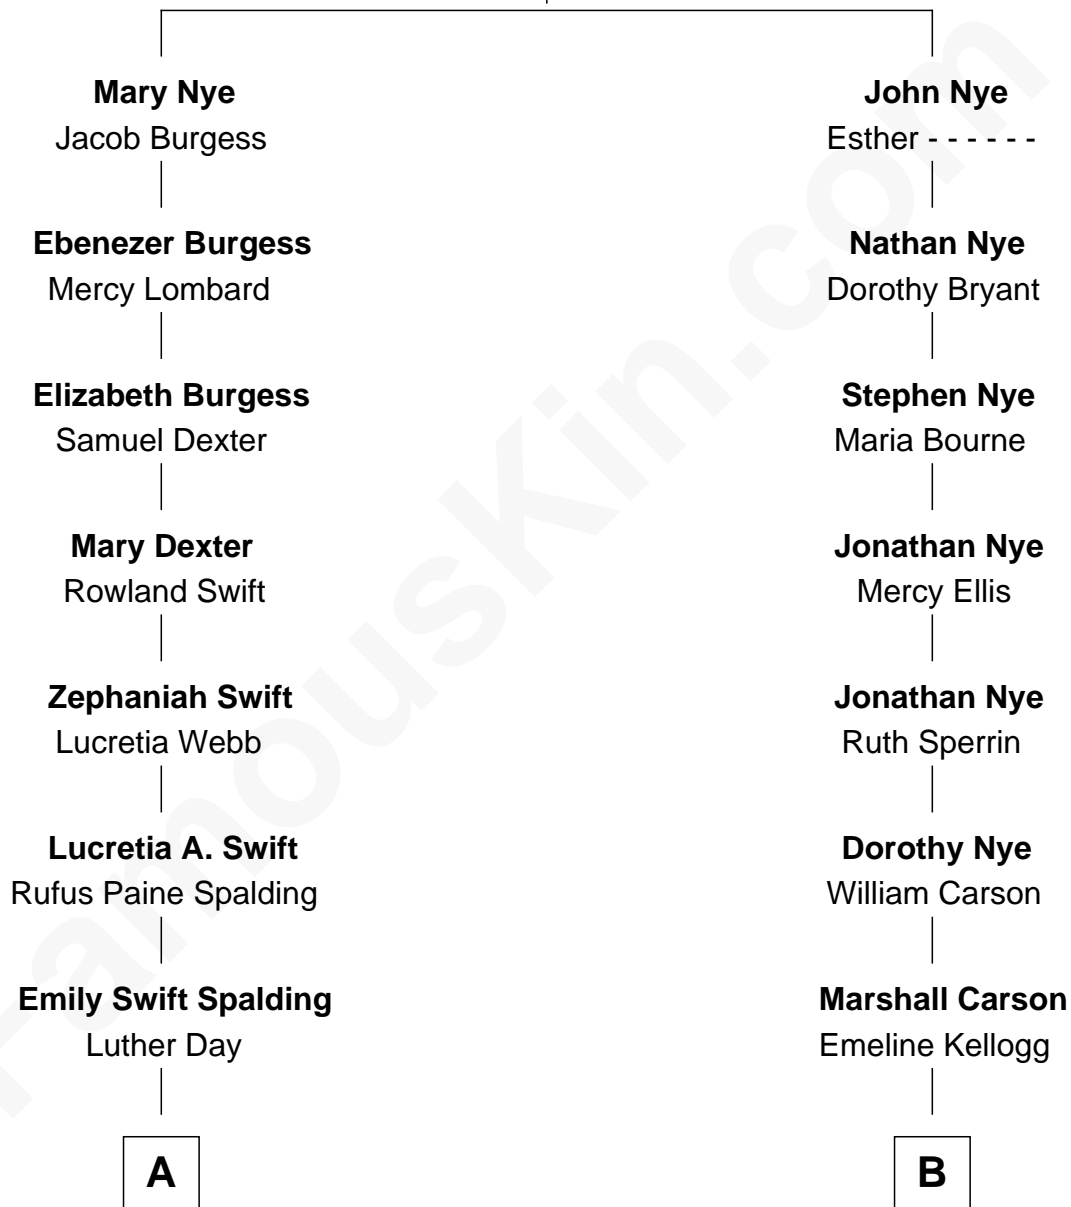 Mary Nye
Jacob Burgess
Ebenezer Burgess
Mercy Lombard
Elizabeth Burgess
Samuel Dexter
Mary Dexter
Rowland Swift
Zephaniah Swift
Lucretia Webb
Lucretia A. Swift
Rufus Paine Spalding
Emily Swift Spalding
Luther Day
A
John Nye
Esther - - - - - -
Nathan Nye
Dorothy Bryant
Stephen Nye
Maria Bourne
Jonathan Nye
Mercy Ellis
Jonathan Nye
Ruth Sperrin
Dorothy Nye
William Carson
Marshall Carson
Emeline Kellogg
B
FamousKin.com